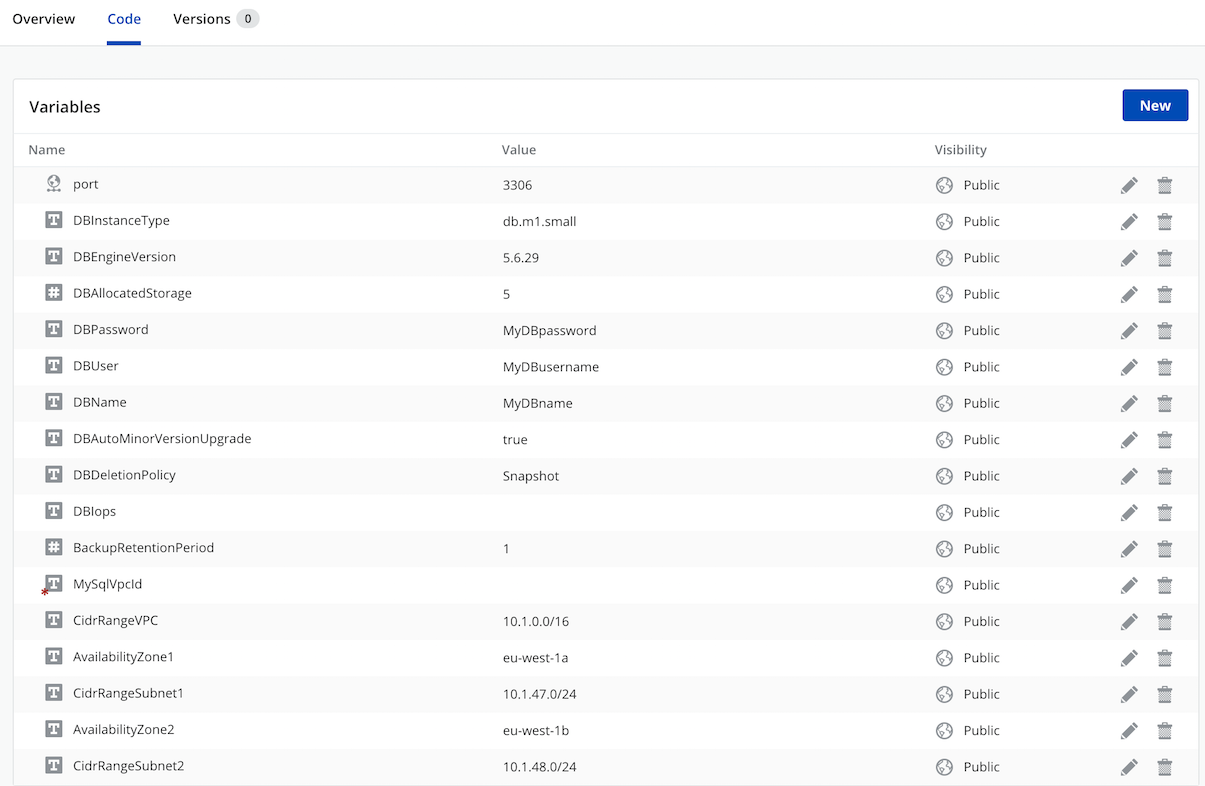 Overview Code Versions 0
Variables New
Name Value Visibility
port 3306 Public
DBInstanceType db.m1.small Public
DBEngineVersion 5.6.29 Public
DBAllocatedStorage 5 Public
DBPassword MyDBpassword Public
DBUser MyDBusername Public
DBName MyDBname Public
DBAutoMinorVersionUpgrade true Public
DBDeletionPolicy Snapshot Public
DBIops Public
BackupRetentionPeriod 1 Public
MySqlVpcId Public
CidrRangeVPC 10.1.0.0/16 Public
AvailabilityZone1 eu-west-1a Public
CidrRangeSubnet1 10.1.47.0/24 Public
AvailabilityZone2 eu-west-1b Public
CidrRangeSubnet2 10.1.48.0/24 Public